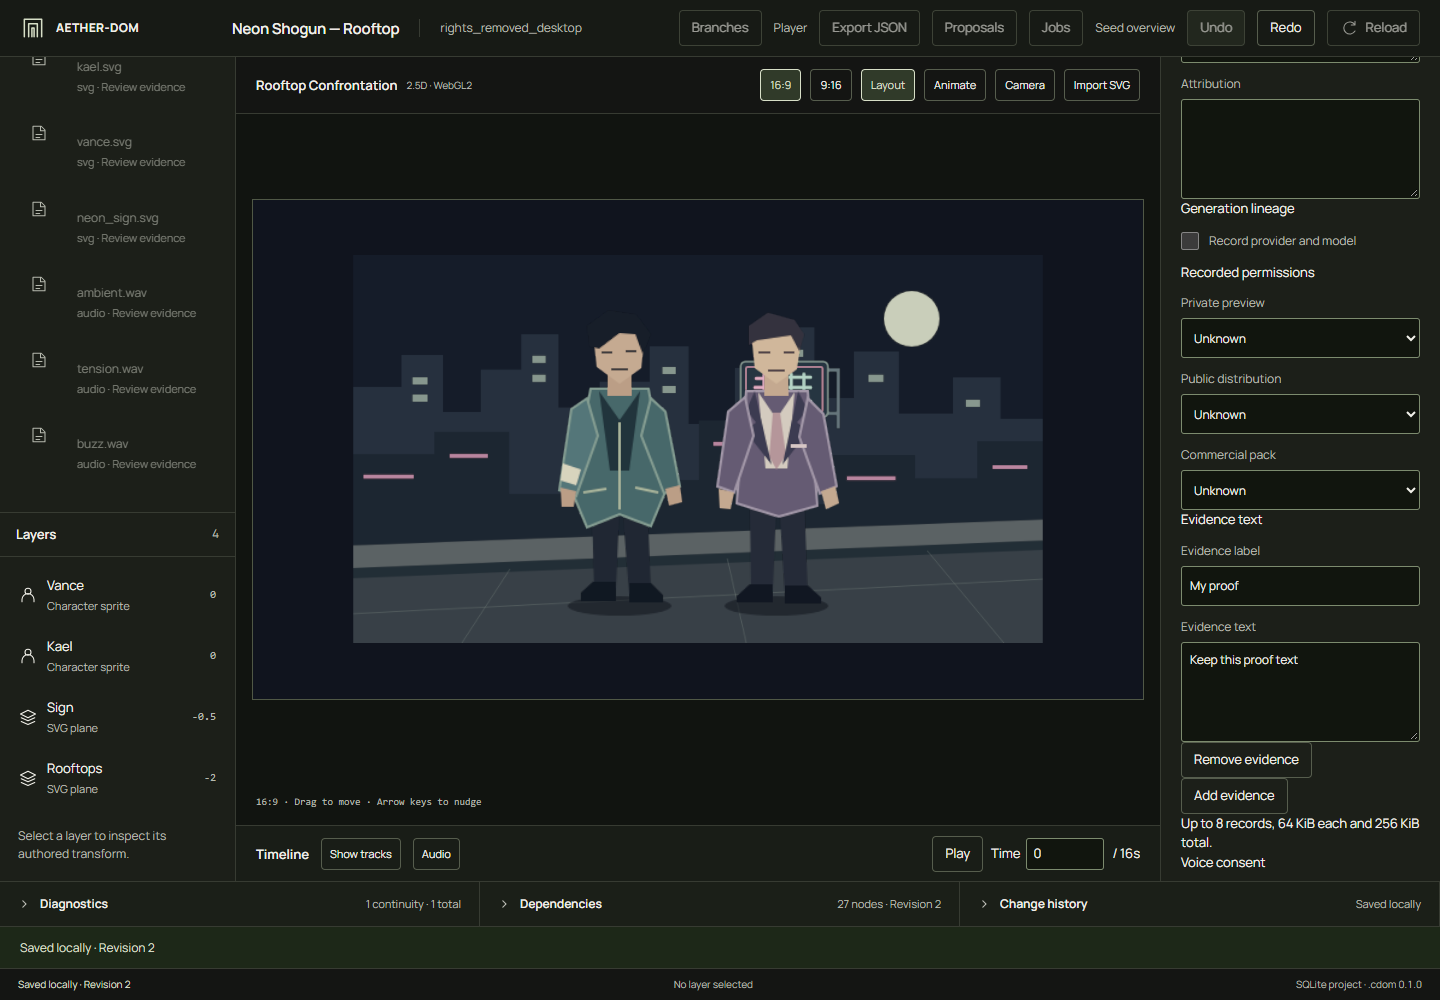 AETHER-DOM
Neon Shogun — Rooftop
rights_removed_desktop
Branches
Player
Export JSON
Proposals
Jobs
Seed overview
Undo
Redo
Reload
kael.svg
svg · Review evidence
vance.svg
svg · Review evidence
neon_sign.svg
svg · Review evidence
ambient.wav
audio · Review evidence
tension.wav
audio · Review evidence
buzz.wav
audio · Review evidence
Layers 4
Vance
Character sprite
0
Kael
Character sprite
0
Sign
SVG plane
-0.5
Rooftops
SVG plane
-2
Select a layer to inspect its
authored transform.
Rooftop Confrontation 2.5D · WebGL2
16:9
9:16
Layout
Animate
Camera
Import SVG
16:9 · Drag to move · Arrow keys to nudge
Timeline
Show tracks
Audio
Play
Time 0 / 16s
Attribution
Generation lineage
Record provider and model
Recorded permissions
Private preview
Unknown
Public distribution
Unknown
Commercial pack
Unknown
Evidence text
Evidence label
My proof
Evidence text
Keep this proof text
Remove evidence
Add evidence
Up to 8 records, 64 KiB each and 256 KiB
total.
Voice consent
Diagnostics 1 continuity · 1 total
Dependencies 27 nodes · Revision 2
Change history Saved locally
Saved locally · Revision 2
Saved locally · Revision 2
No layer selected
SQLite project · .cdom 0.1.0